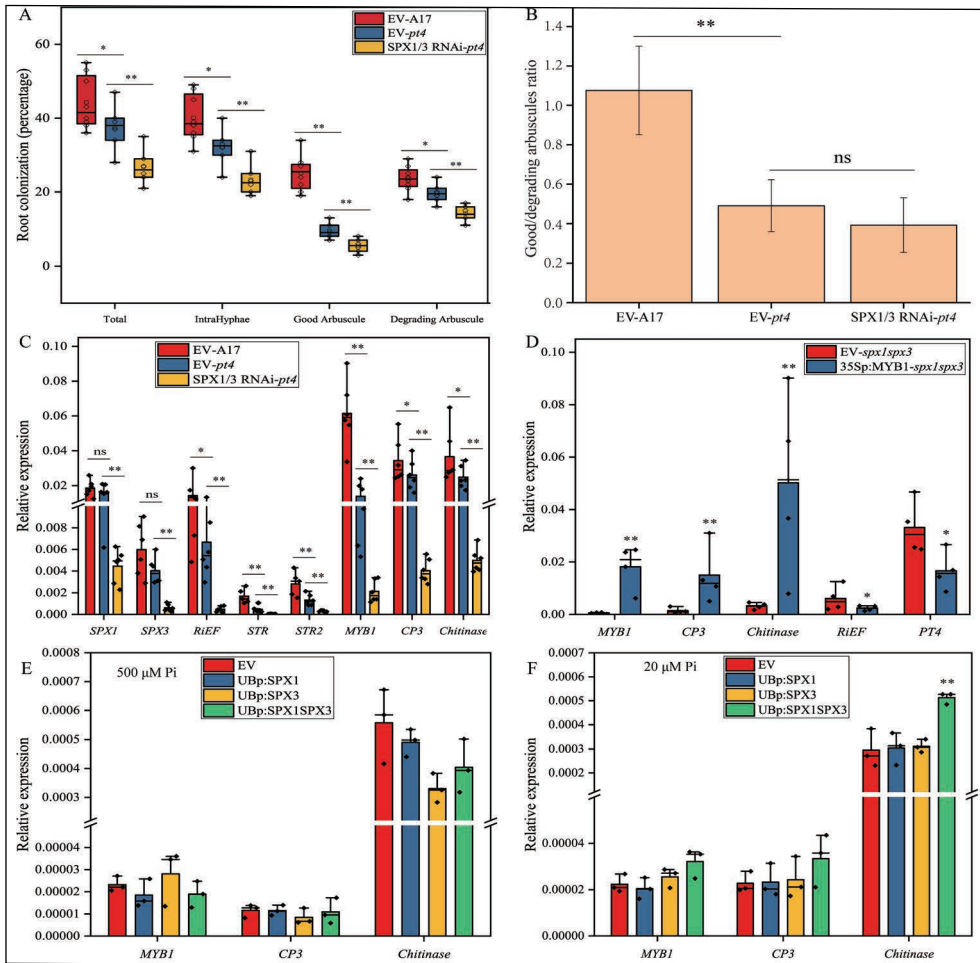 A
EV-A17
EV-pt4
SPX1/3 RNAi-pt4
Root colonization (percentage)
60
40
20
0
*
**
*
**
**
**
*
**
Total
IntraHyphae
Good Arbuscule
Degrading Arbuscule
B
Good/degrading arbuscules ratio
1.4
1.2
1.0
0.8
0.6
0.4
0.2
0.0
**
ns
EV-A17
EV-pt4
SPX1/3 RNAi-pt4
C
EV-A17
EV-pt4
SPX1/3 RNAi-pt4
Relative expression
0.10
0.08
0.06
0.04
0.02
0.006
0.004
0.002
0.000
ns
**
ns
**
*
**
**
**
**
**
**
**
*
**
*
**
SPX1
SPX3
RiEF
STR
STR2
MYB1
CP3
Chitinase
D
EV-spx1spx3
35Sp:MYB1-spx1spx3
Relative expression
0.10
0.08
0.06
0.04
0.02
0.00
**
**
**
*
*
MYB1
CP3
Chitinase
RiEF
PT4
E
500 μM Pi
EV
UBp:SPX1
UBp:SPX3
UBp:SPX1SPX3
Relative expression
0.0008
0.0007
0.0006
0.0005
0.0004
0.0003
0.00004
0.00003
0.00002
0.00001
0.00000
MYB1
CP3
Chitinase
F
20 μM Pi
EV
UBp:SPX1
UBp:SPX3
UBp:SPX1SPX3
Relative expression
0.0007
0.0006
0.0005
0.0004
0.0003
0.0002
0.00006
0.00004
0.00002
0.00000
**
MYB1
CP3
Chitinase